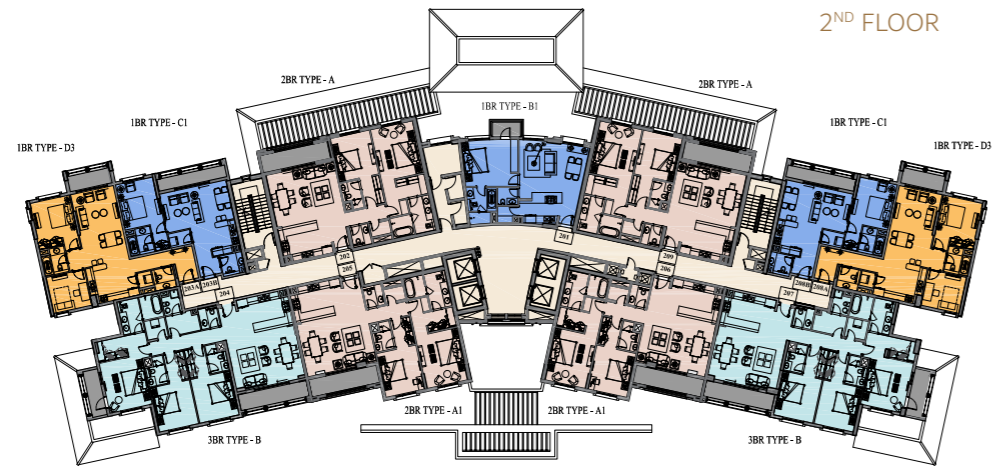 2ND FLOOR
2BR TYPE - A
2BR TYPE - A
1BR TYPE - B1
1BR TYPE - C1
1BR TYPE - C1
1BR TYPE - D3
1BR TYPE - D3
201
202
209
205
206
203A
203B
204
208B
208A
207
2BR TYPE - A1
2BR TYPE - A1
3BR TYPE - B
3BR TYPE - B